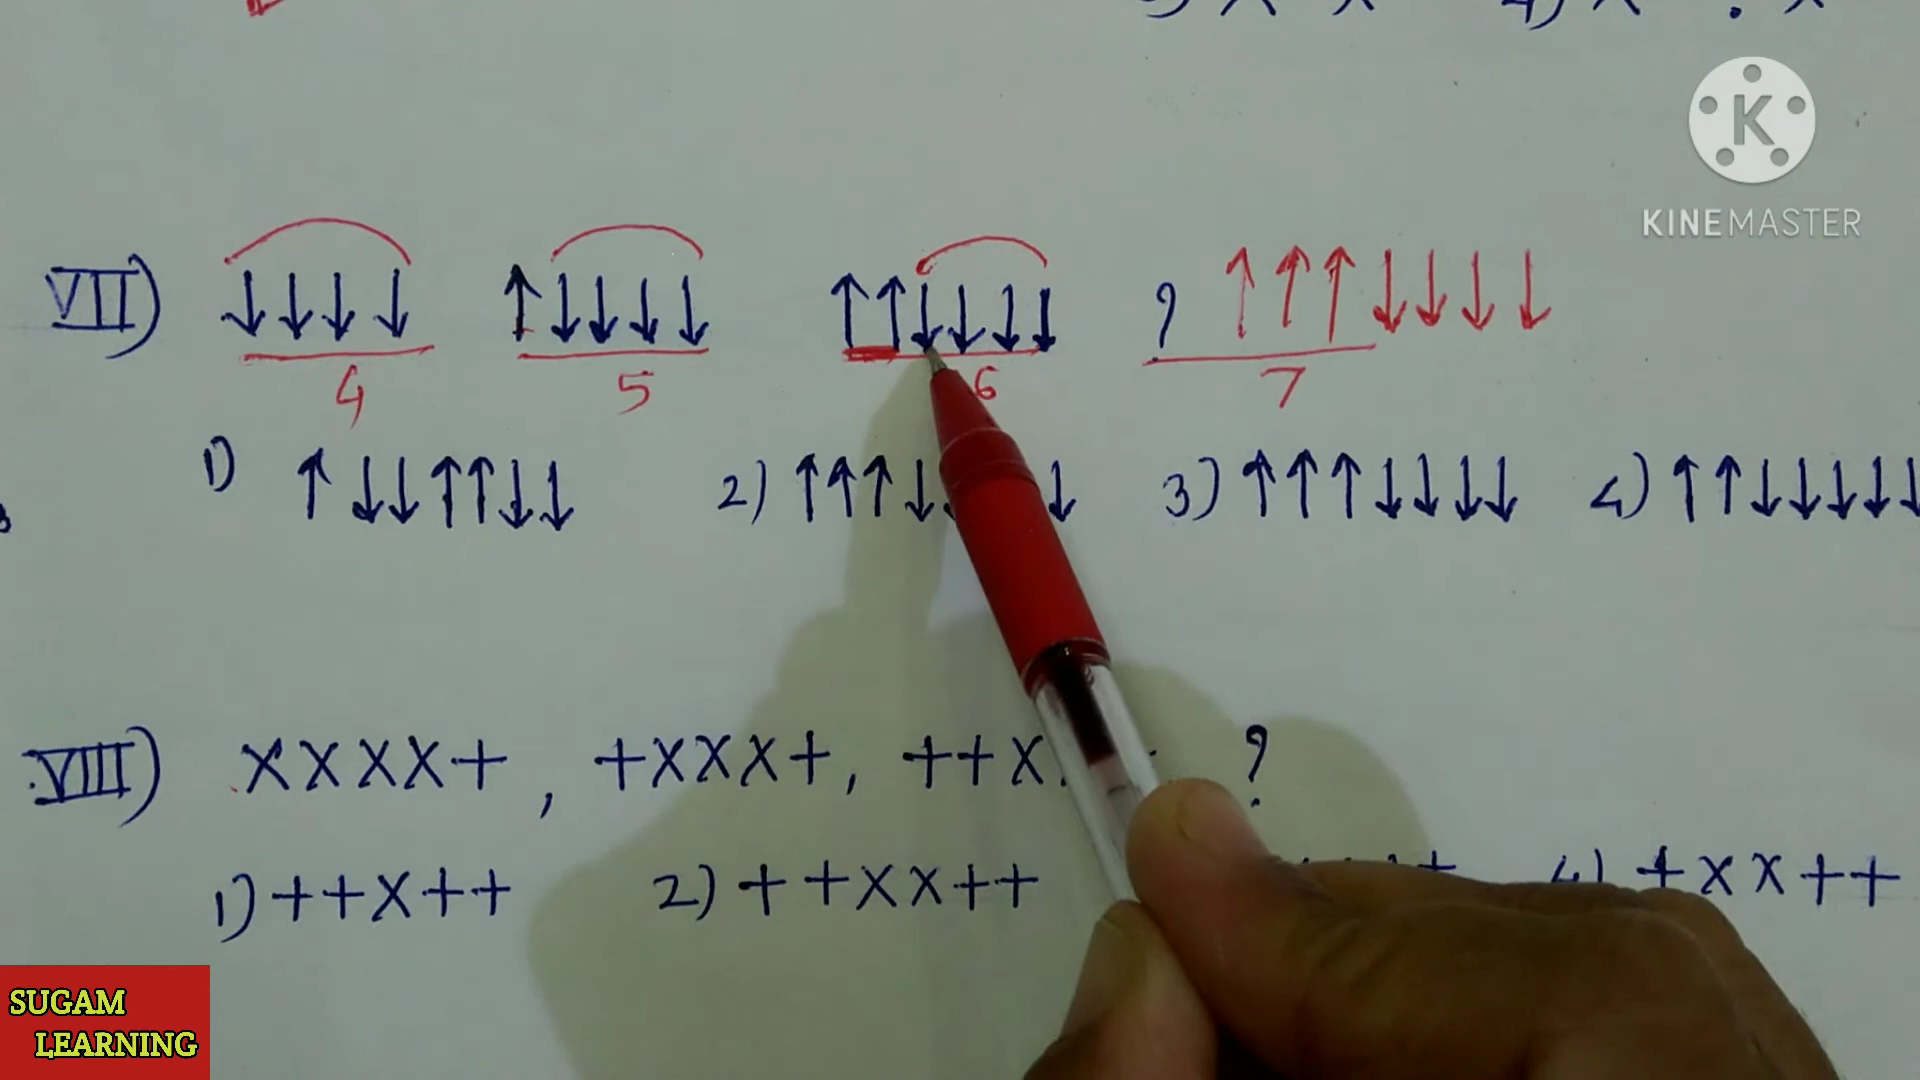 KINEMASTER
VII) ↓↓↓↓ ↑↓↓↓↓ ↑↑↓↓↓↓ ? ↑↑↑↓↓↓↓
4 5 6 7
1) ↑↓↓↑↑↓↓ 2) ↑↑↑↓ ↓ 3) ↑↑↑↓↓↓↓ 4) ↑↑↓↓↓↓↓
VIII) XXXX+, +XXX+, ++X ?
1) ++X++ 2) ++XX++ 4) +XX++
SUGAM
LEARNING